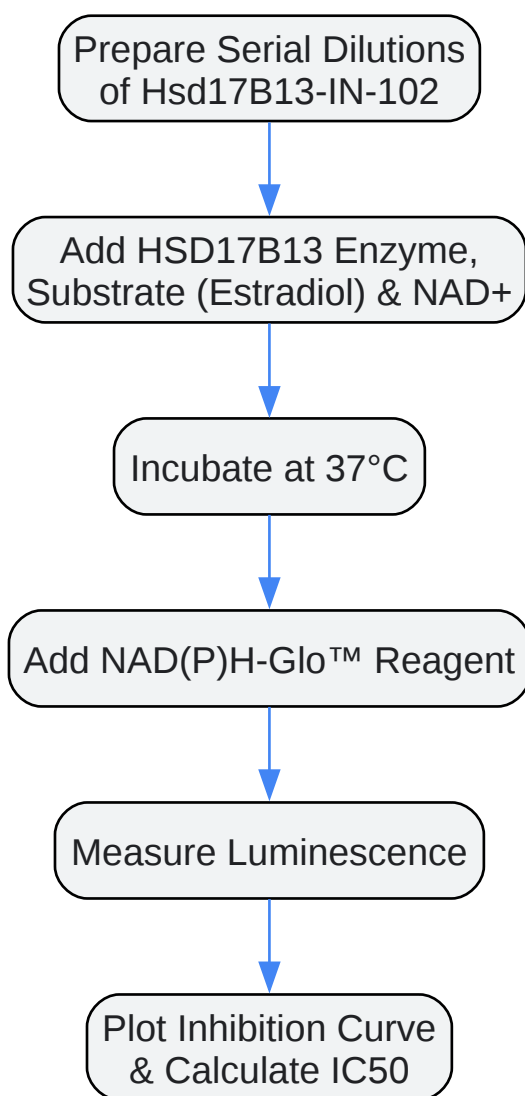 Prepare Serial Dilutions
of Hsd17B13-IN-102
Add HSD17B13 Enzyme,
Substrate (Estradiol) & NAD+
Incubate at 37°C
Add NAD(P)H-Glo™ Reagent
Measure Luminescence
Plot Inhibition Curve
& Calculate IC50